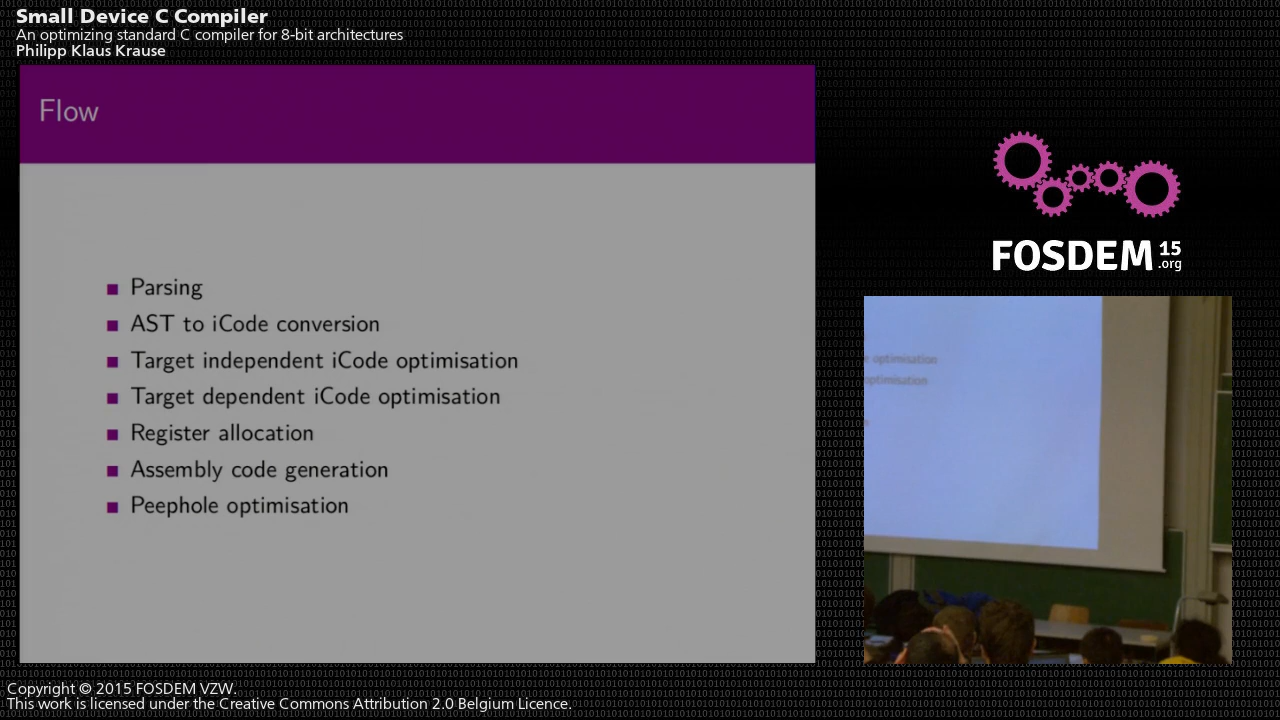 Small Device C Compiler
An optimizing standard C compiler for 8-bit architectures
Philipp Klaus Krause
Flow
Parsing
AST to iCode conversion
Target independent iCode optimisation
Target dependent iCode optimisation
Register allocation
Assembly code generation
Peephole optimisation
FOSDEM 15
.org
optimisation
optimisation
Copyright © 2015 FOSDEM VZW.
This work is licensed under the Creative Commons Attribution 2.0 Belgium Licence.